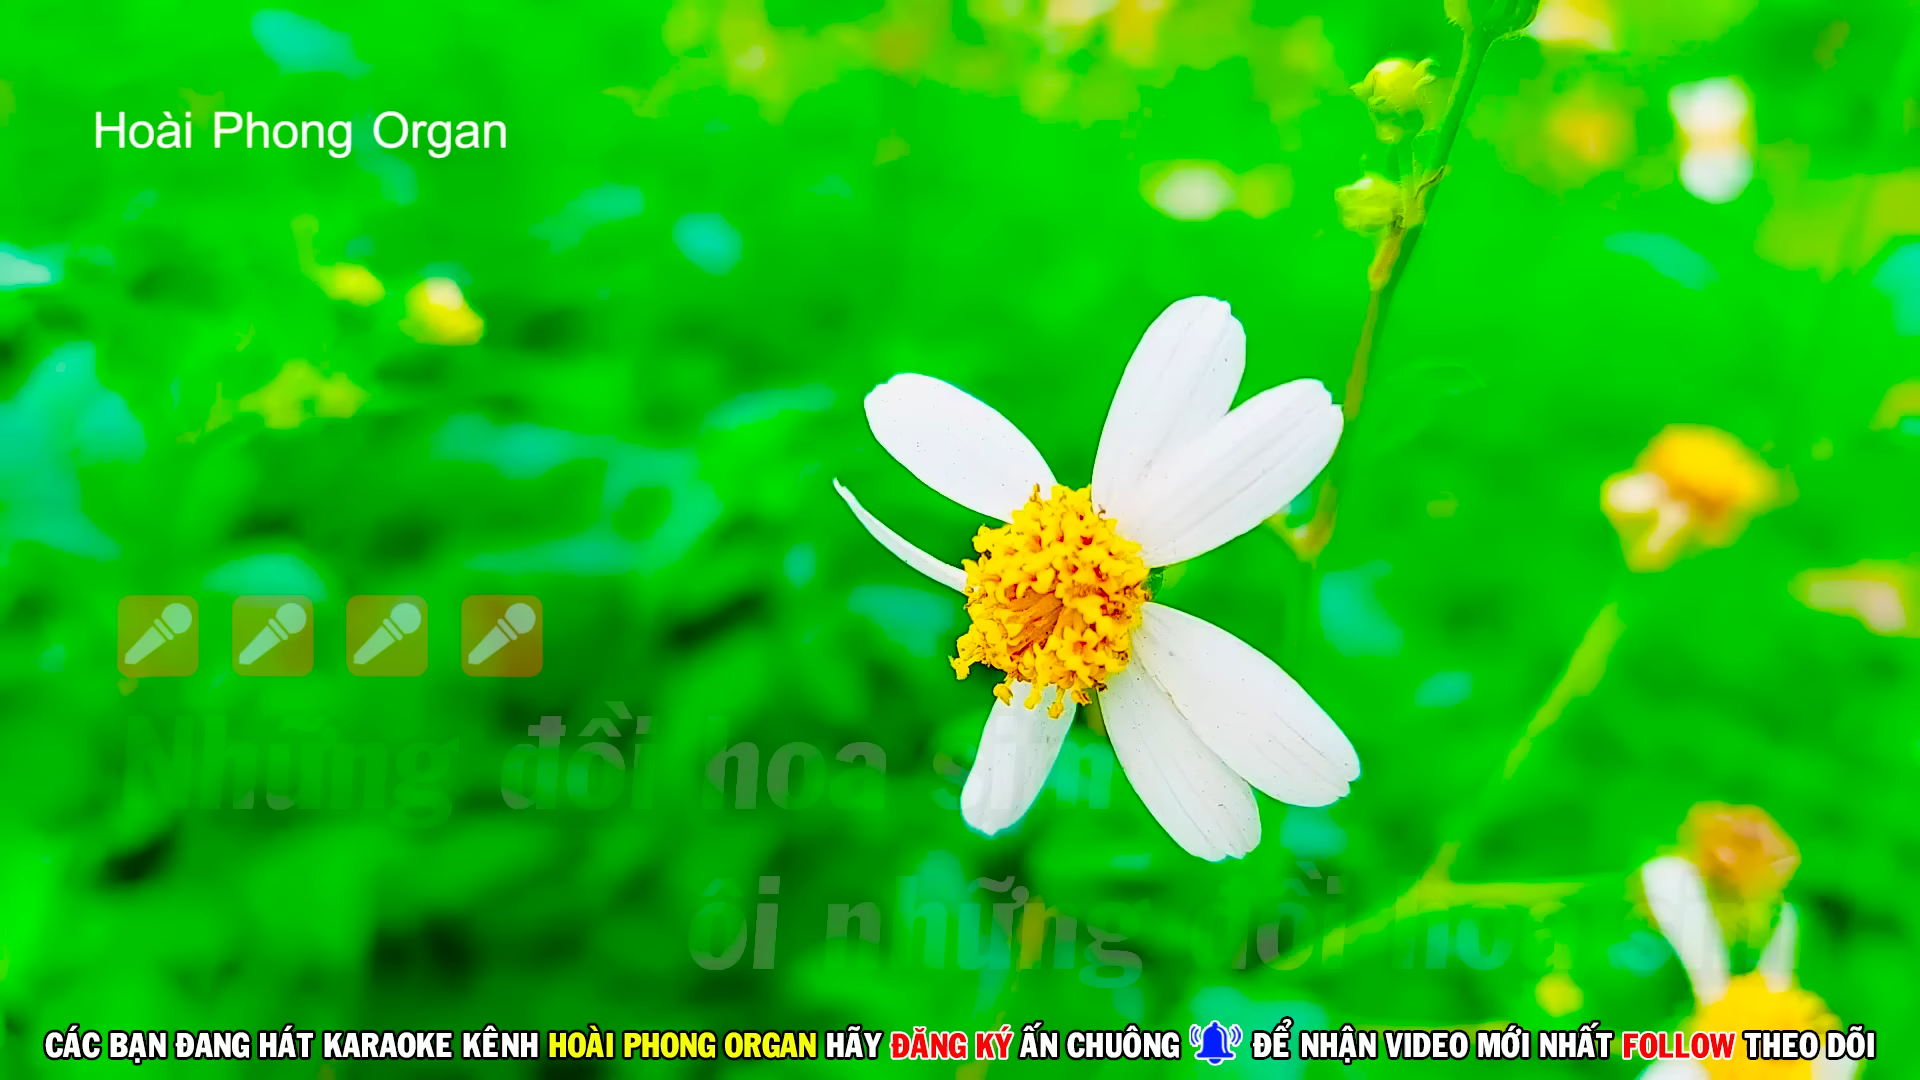 Hoài Phong Organ
Những đồi hoa sim
ôi những đồi hoa sim
CÁC BẠN ĐANG HÁT KARAOKE KÊNH HOÀI PHONG ORGAN HÃY ĐĂNG KÝ ẤN CHUÔNG ĐỂ NHẬN VIDEO MỚI NHẤT FOLLOW THEO DÕI